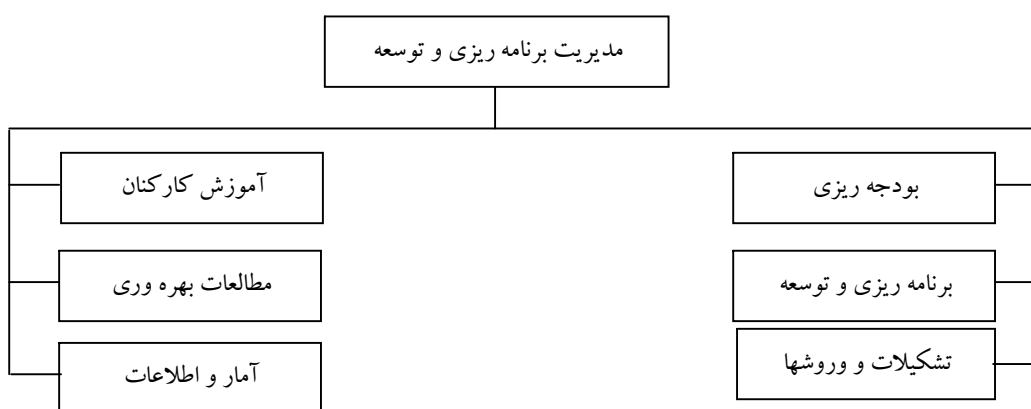 مدیریت برنامه ریزی و توسعه
بودجه ریزی
آموزش کارکنان
برنامه ریزی و توسعه
مطالعات بهره وری
تشکیلات و وروشها
آمار و اطلاعات